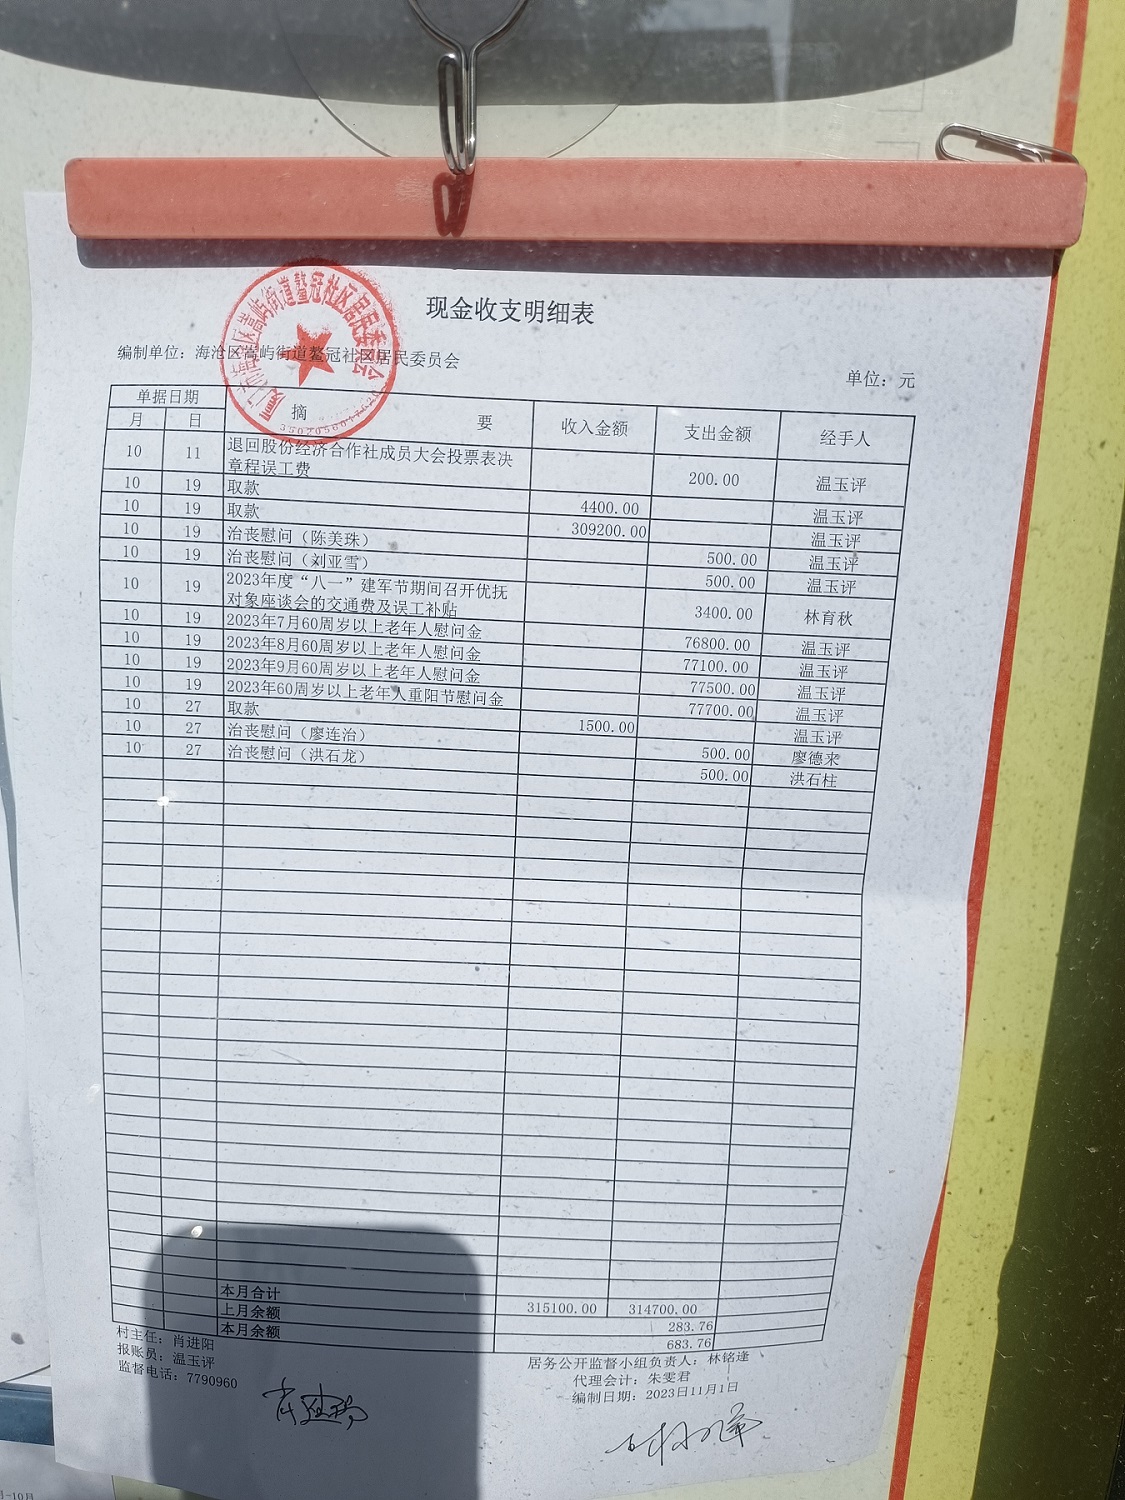 现金收支明细表
编制单位：海沧区嵩屿街道鳌冠社区居民委员会
单位：元
单据日期 摘 要 收入金额 支出金额 经手人
月 日
10 11 退回股份经济合作社成员大会投票表决章程误工费 200.00 温玉评
10 19 取款 4400.00 温玉评
10 19 取款 309200.00 温玉评
10 19 治丧慰问（陈美珠） 500.00 温玉评
10 19 治丧慰问（刘亚雪） 500.00 温玉评
10 19 2023年度“八一”建军节期间召开优抚对象座谈会的交通费及误工补贴 3400.00 林育秋
10 19 2023年7月60周岁以上老年人慰问金 76800.00 温玉评
10 19 2023年8月60周岁以上老年人慰问金 77100.00 温玉评
10 19 2023年9月60周岁以上老年人慰问金 77500.00 温玉评
10 19 2023年60周岁以上老年人重阳节慰问金 77700.00 温玉评
10 27 取款 1500.00 温玉评
10 27 治丧慰问（廖连治） 500.00 廖德来
10 27 治丧慰问（洪石龙） 500.00 洪石柱
本月合计 315100.00 314700.00
上月余额 283.76
本月余额 683.76
村主任：肖进阳
报账员：温玉评
监督电话：7790960
居务公开监督小组负责人：林铭逢
代理会计：朱雯君
编制日期：2023日11月1日